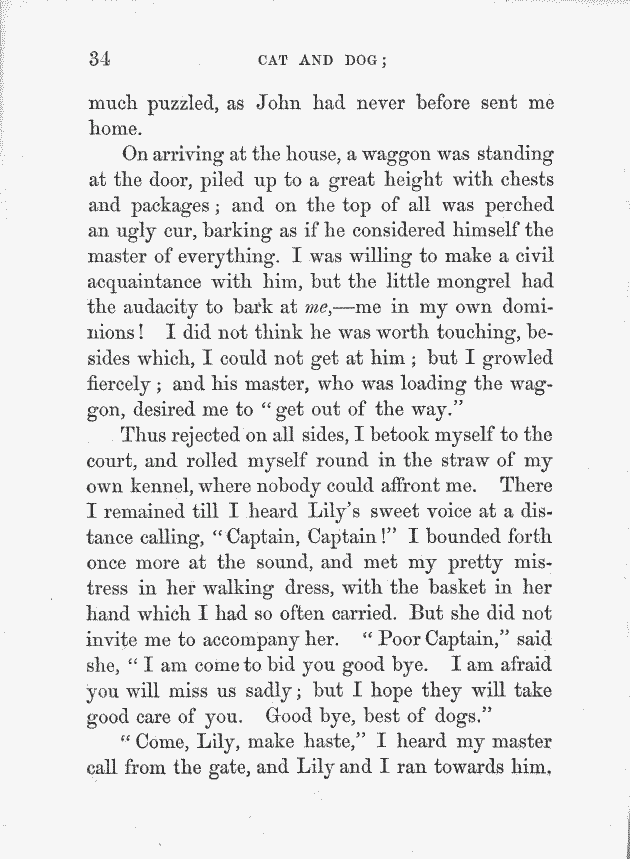 34 CAT AND DOG;
much puzzled, as John had never before sent me
home.
On arriving at the house, a waggon was standing
at the door, piled up to a great height with chests
and packages; and on the top of all was perched
an ugly cur, barking as if he considered himself the
master of everything. I was willing to make a civil
acquaintance with him, but the little mongrel had
the audacity to bark at me,—me in my own domi-
nions! I did not think he was worth touching, be-
sides which, I could not get at him; but I growled
fiercely; and his master, who was loading the wag-
gon, desired me to “get out of the way.”
Thus rejected on all sides, I betook myself to the
court, and rolled myself round in the straw of my
own kennel, where nobody could affront me. There
I remained till I heard Lily’s sweet voice at a dis-
tance calling, “Captain, Captain!” I bounded forth
once more at the sound, and met my pretty mis-
tress in her walking dress, with the basket in her
hand which I had so often carried. But she did not
invite me to accompany her. “Poor Captain,” said
she, “I am come to bid you good bye. I am afraid
you will miss us sadly; but I hope they will take
good care of you. Good bye, best of dogs.”
“Come, Lily, make haste,” I heard my master
call from the gate, and Lily and I ran towards him.